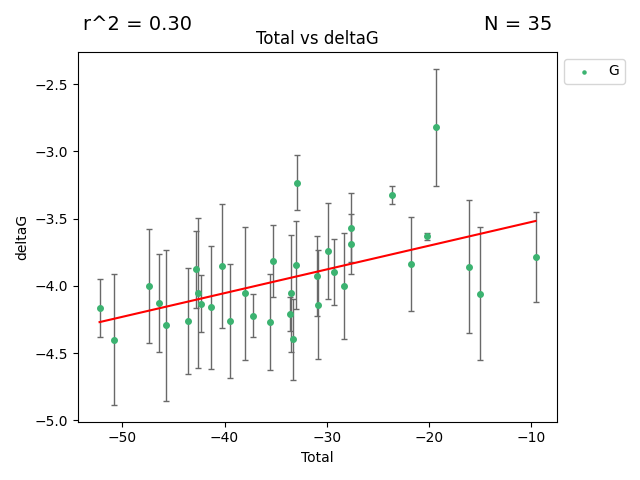 r^2 = 0.30
N = 35
Total vs deltaG
G
deltaG
−2.5
−3.0
−3.5
−4.0
−4.5
−5.0
−50
−40
−30
−20
−10
Total